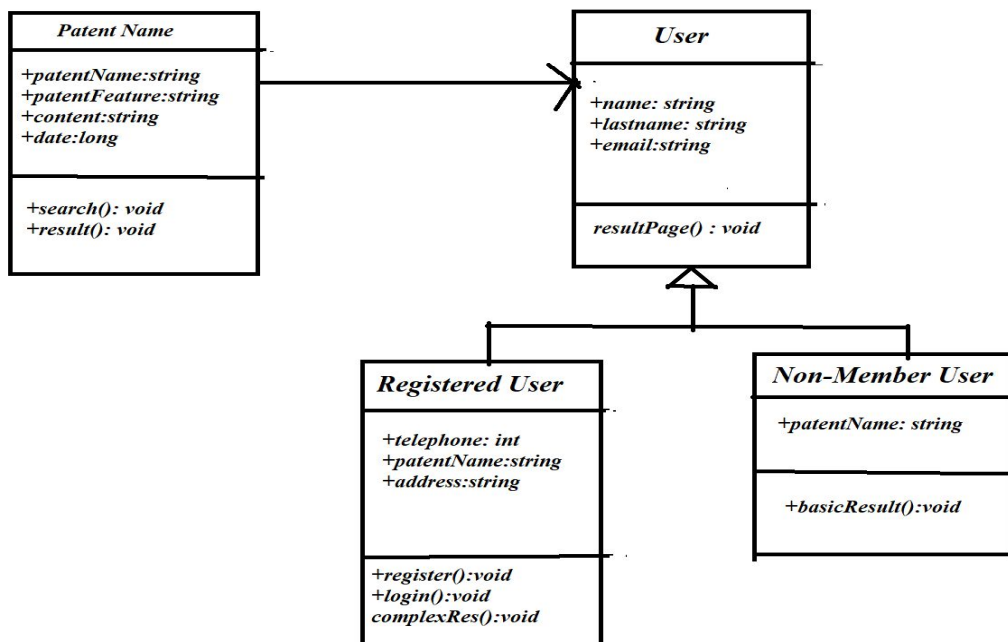 Patent Name
+patentName:string
+patentFeature:string
+content:string
+date:long
+search(): void
+result(): void
User
+name: string
+lastname: string
+email:string
resultPage() : void
Registered User
+telephone: int
+patentName:string
+address:string
+register():void
+login():void
complexRes():void
Non-Member User
+patentName: string
+basicResult():void